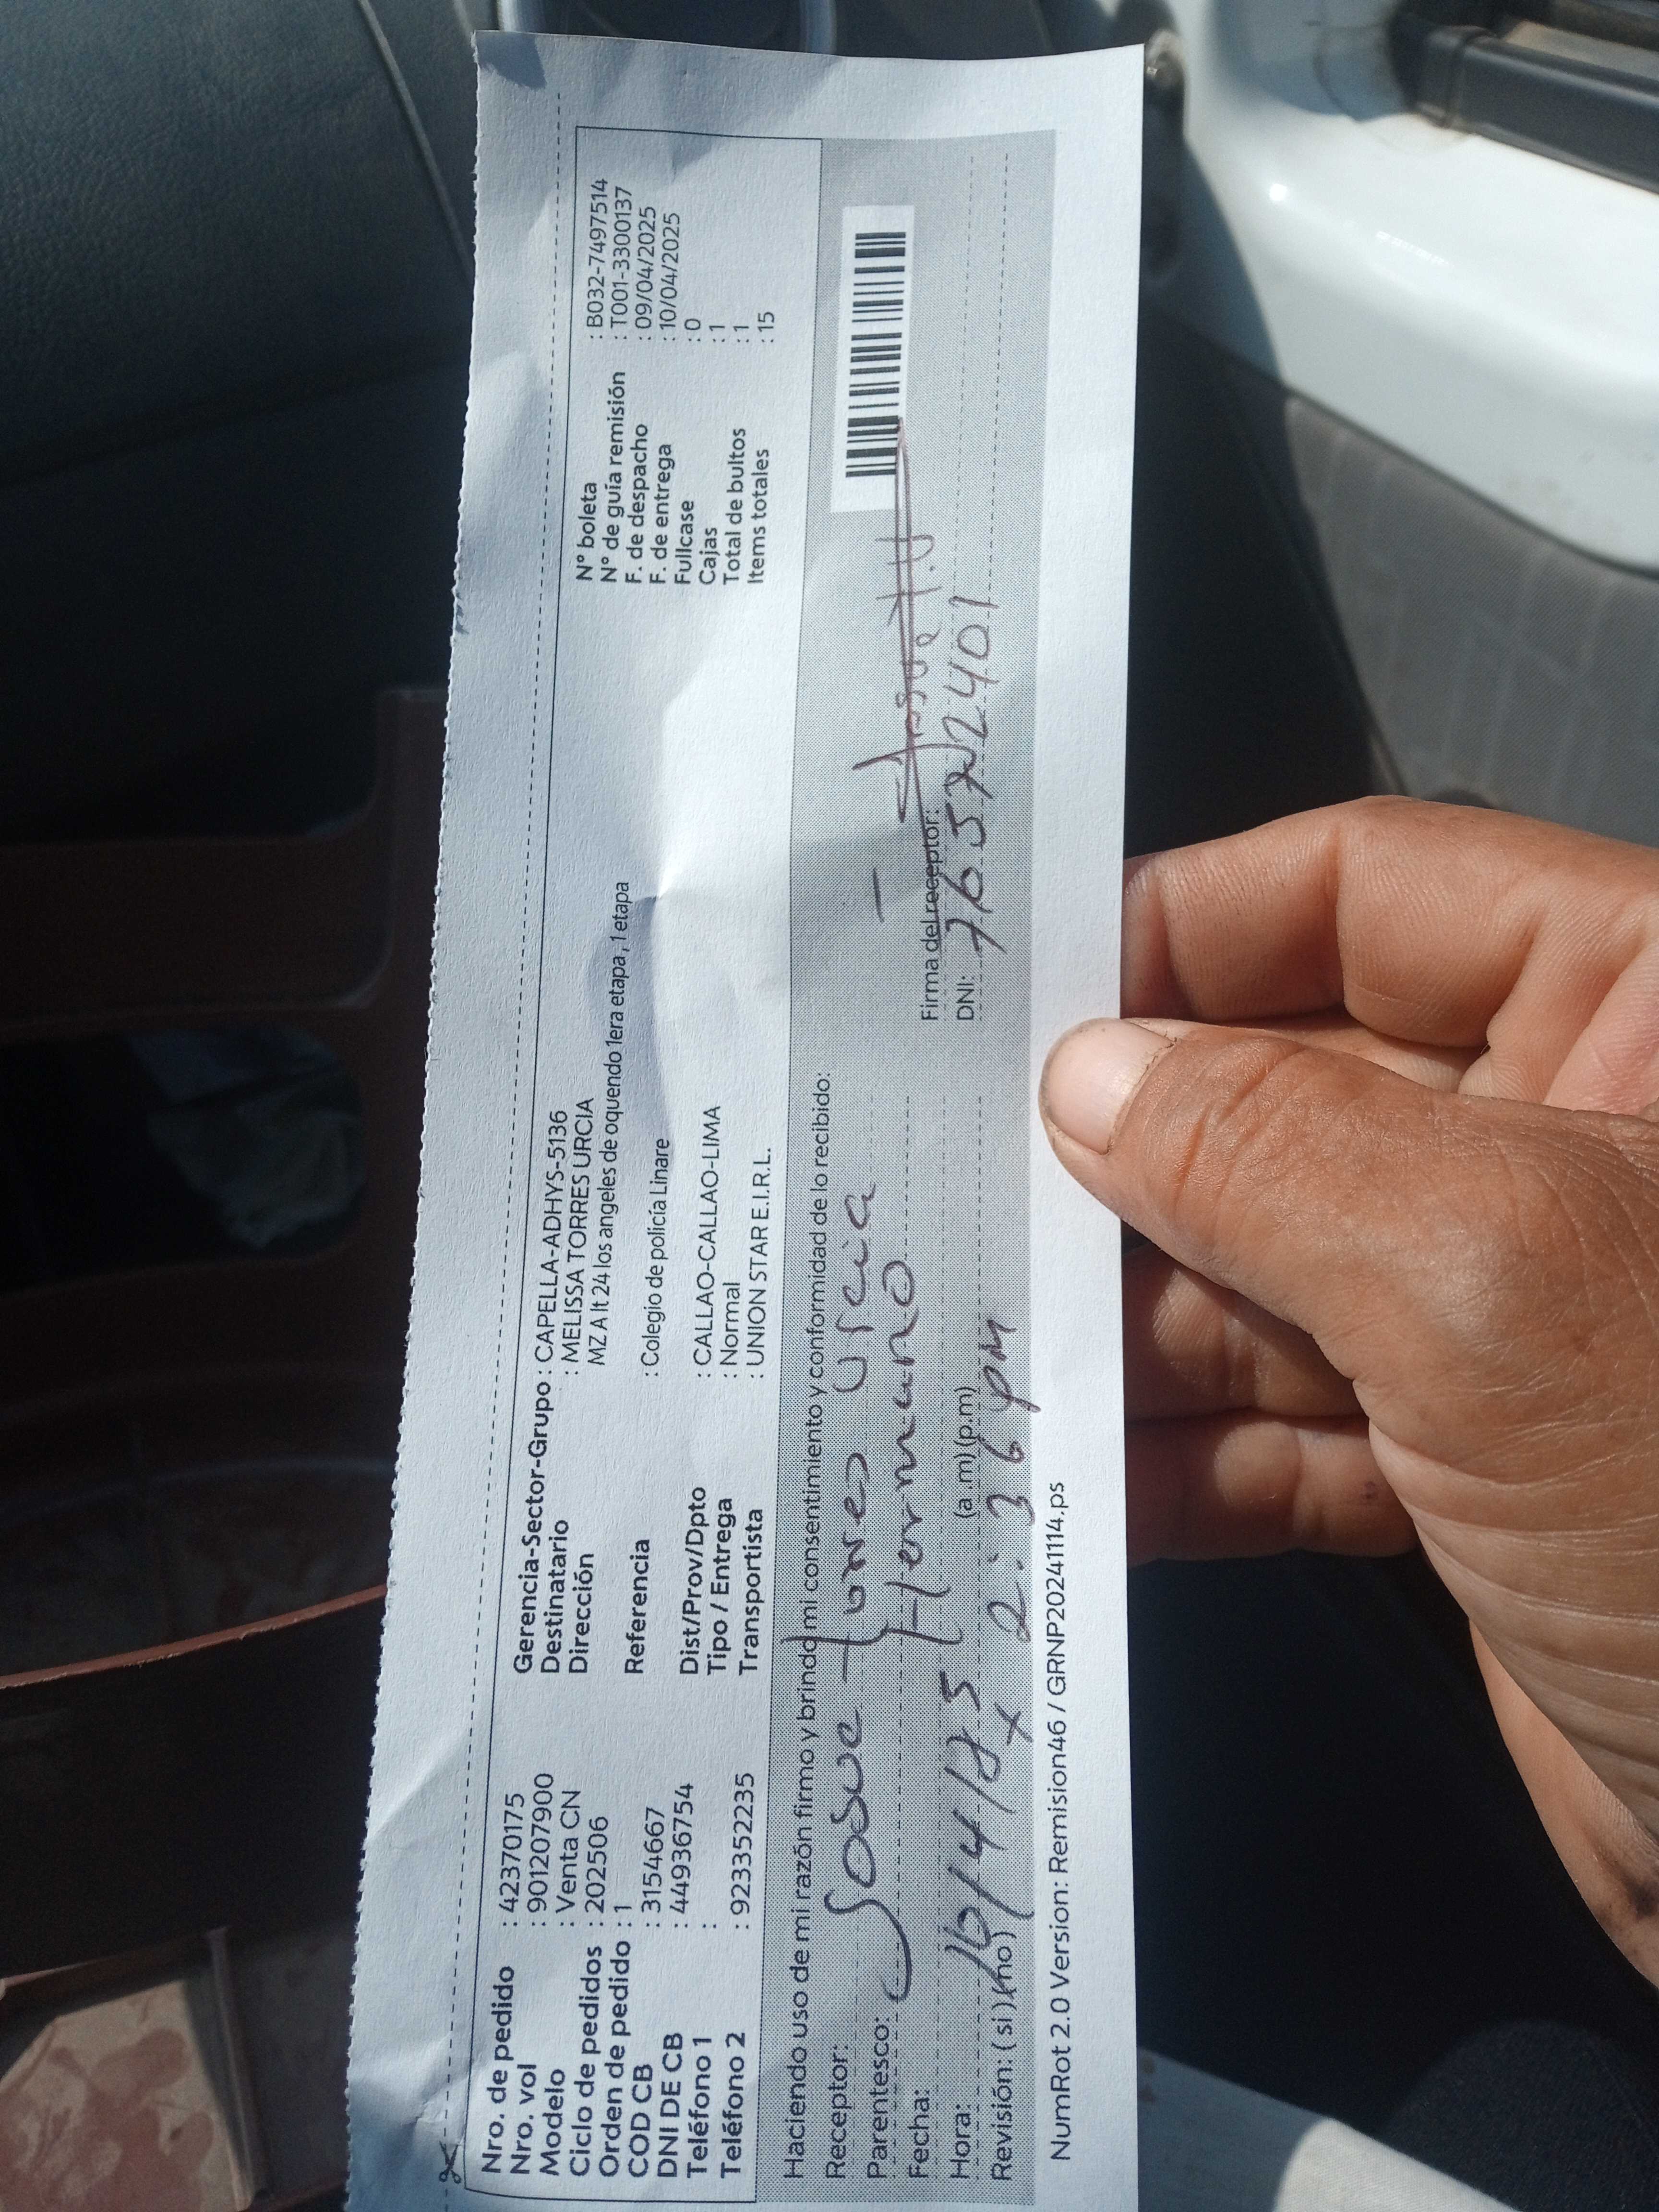 Nro. de pedido : 42370175
Nro. vol : 901207900
Modelo : Venta CN
Ciclo de pedidos : 202506
Orden de pedido : 1
COD CB : 3154667
DNI DE CB : 44936754
Teléfono 1 :
Teléfono 2 : 923352235
Gerencia-Sector-Grupo : CAPELLA-ADHYS-5136
Destinatario : MELISSA TORRES URCIA
Dirección MZ A lt 24 los angeles de oquendo 1era etapa , 1 etapa
Referencia : Colegio de policía Linare
Dist/Prov/Dpto : CALLAO-CALLAO-LIMA
Tipo / Entrega : Normal
Transportista : UNION STAR E.I.R.L.
N° boleta : B032-7497514
N° de guía remisión : T001-3300137
F. de despacho : 09/04/2025
F. de entrega : 10/04/2025
Fullcase : 0
Cajas : 1
Total de bultos : 1
Items totales : 15
Haciendo uso de mi razón firmo y brindo mi consentimiento y conformidad de lo recibido:
Receptor: Josue Torres Urcia
Parentesco: Hermano
Fecha: 10/4/25
Hora: (a .m) (p.m) 2:36 pm
Revisión: ( si ) (no) x
Firma del receptor: Josue
DNI:
NumRot 2.0 Version: Remision46 / GRNP20241114.ps